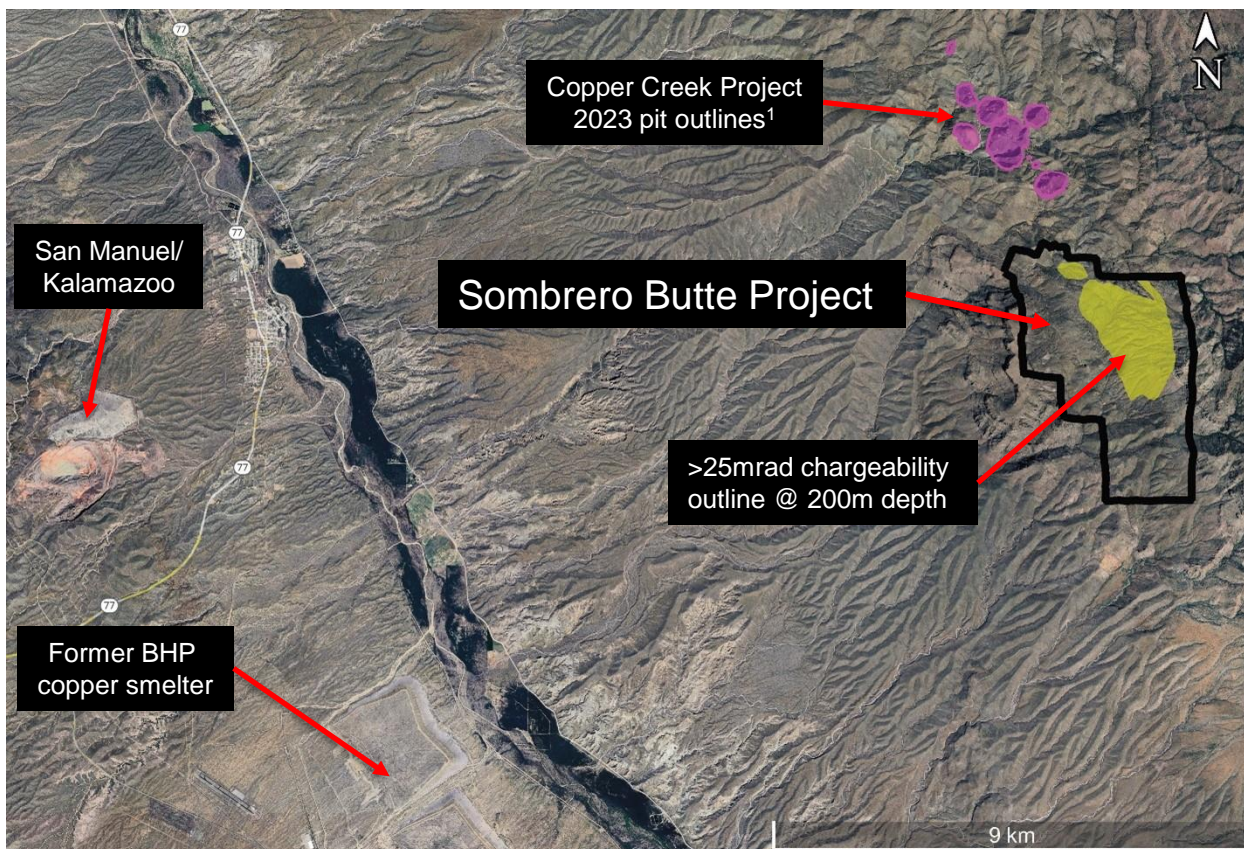 77
N
Copper Creek Project
2023 pit outlines¹
77
San Manuel/
Kalamazoo
Sombrero Butte Project
>25mrad chargeability
outline @ 200m depth
77
77
Former BHP
copper smelter
9 km